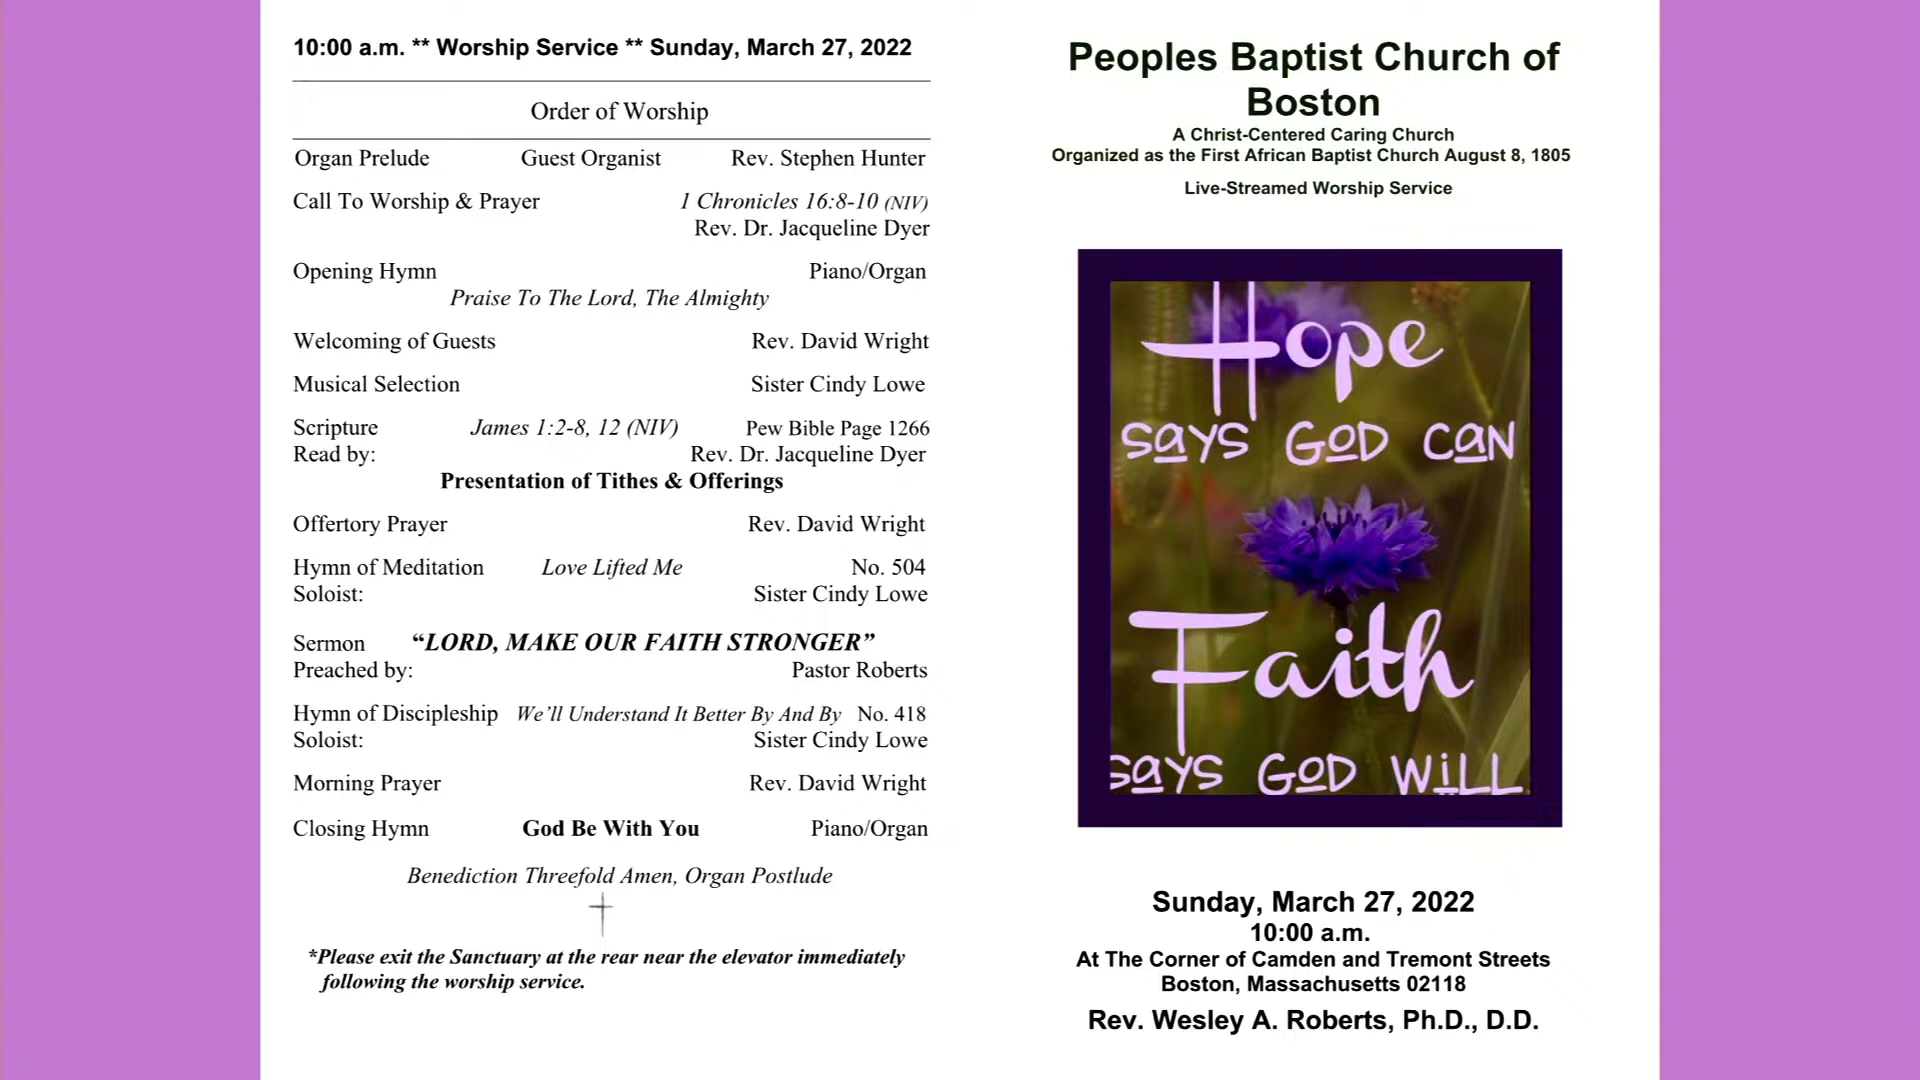 10:00 a.m. ** Worship Service ** Sunday, March 27, 2022
Order of Worship
Organ Prelude Guest Organist Rev. Stephen Hunter
Call To Worship & Prayer 1 Chronicles 16:8-10 (NIV)
Rev. Dr. Jacqueline Dyer
Opening Hymn Piano/Organ
Praise To The Lord, The Almighty
Welcoming of Guests Rev. David Wright
Musical Selection Sister Cindy Lowe
Scripture James 1:2-8, 12 (NIV) Pew Bible Page 1266
Read by: Rev. Dr. Jacqueline Dyer
Presentation of Tithes & Offerings
Offertory Prayer Rev. David Wright
Hymn of Meditation Love Lifted Me No. 504
Soloist: Sister Cindy Lowe
Sermon “LORD, MAKE OUR FAITH STRONGER”
Preached by: Pastor Roberts
Hymn of Discipleship We’ll Understand It Better By And By No. 418
Soloist: Sister Cindy Lowe
Morning Prayer Rev. David Wright
Closing Hymn God Be With You Piano/Organ
Benediction Threefold Amen, Organ Postlude
*Please exit the Sanctuary at the rear near the elevator immediately
following the worship service.
Peoples Baptist Church of
Boston
A Christ-Centered Caring Church
Organized as the First African Baptist Church August 8, 1805
Live-Streamed Worship Service
Hope
says God can
Faith
says God will
Sunday, March 27, 2022
10:00 a.m.
At The Corner of Camden and Tremont Streets
Boston, Massachusetts 02118
Rev. Wesley A. Roberts, Ph.D., D.D.